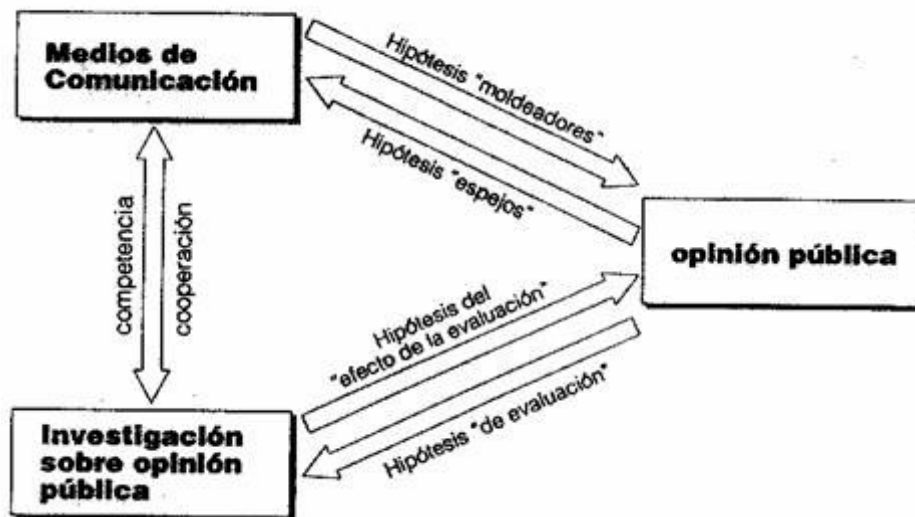 Medios de
Comunicación
Hipótesis "moldeadores"
Hipótesis "espejos"
competencia
cooperación
opinión pública
Hipótesis del
"efecto de la evaluación"
Hipótesis "de evaluación"
Investigación
sobre opinión
pública